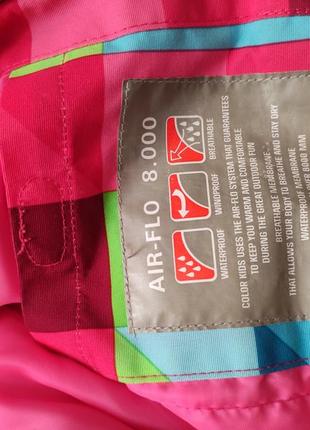 AIR-FLO 8.000
BREATHABLE
WINDPROOF
WATERPROOF
COLOR KIDS USES THE AIR-FLO SYSTEM THAT GUARANTEES
TO KEEP YOU WARM AND COMFORTABLE
DURING THE GREAT OUTDOOR FUN
BREATHABLE MEMBRANE -
THAT ALLOWS YOUR BODY TO BREATHE AND STAY DRY
WATERPROOF MEMBRANE
8000 MM